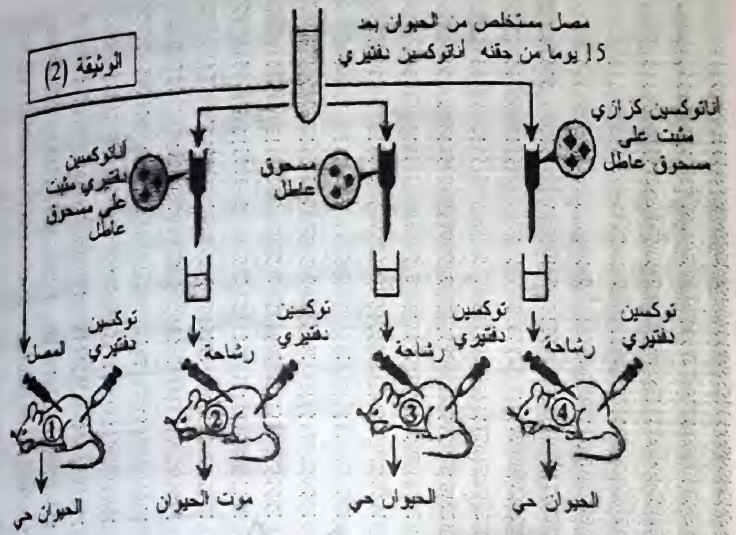 مصل مستخلص من الحيوان بعد
15 يوما من حقنه أناتوكسين دفتيري
الوثيقة (2)
أناتوكسين كزازي
مثبت على
مسحوق عاطل
مسحوق
عاطل
أناتوكسين
دفتيري مثبت
على مسحوق
عاطل
توكسين
دفتيري
رشاحة
توكسين
دفتيري
رشاحة
توكسين
دفتيري
رشاحة
توكسين
دفتيري
لمصل
④
③
②
①
الحيوان حي
الحيوان حي
موت الحيوان
الحيوان حي